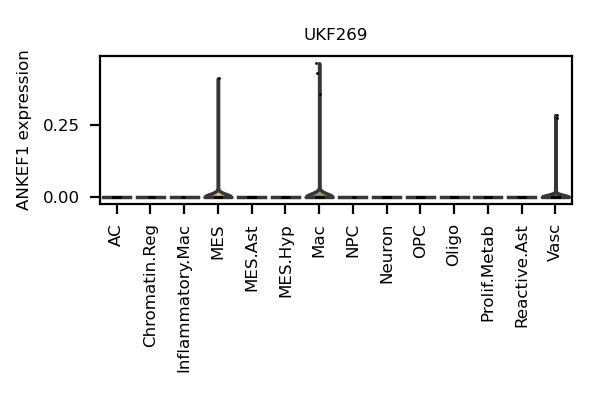 UKF269
ANKEF1 expression
0.25
0.00
AC
Chromatin.Reg
Inflammatory.Mac
MES
MES.Ast
MES.Hyp
Mac
NPC
Neuron
OPC
Oligo
Prolif.Metab
Reactive.Ast
Vasc